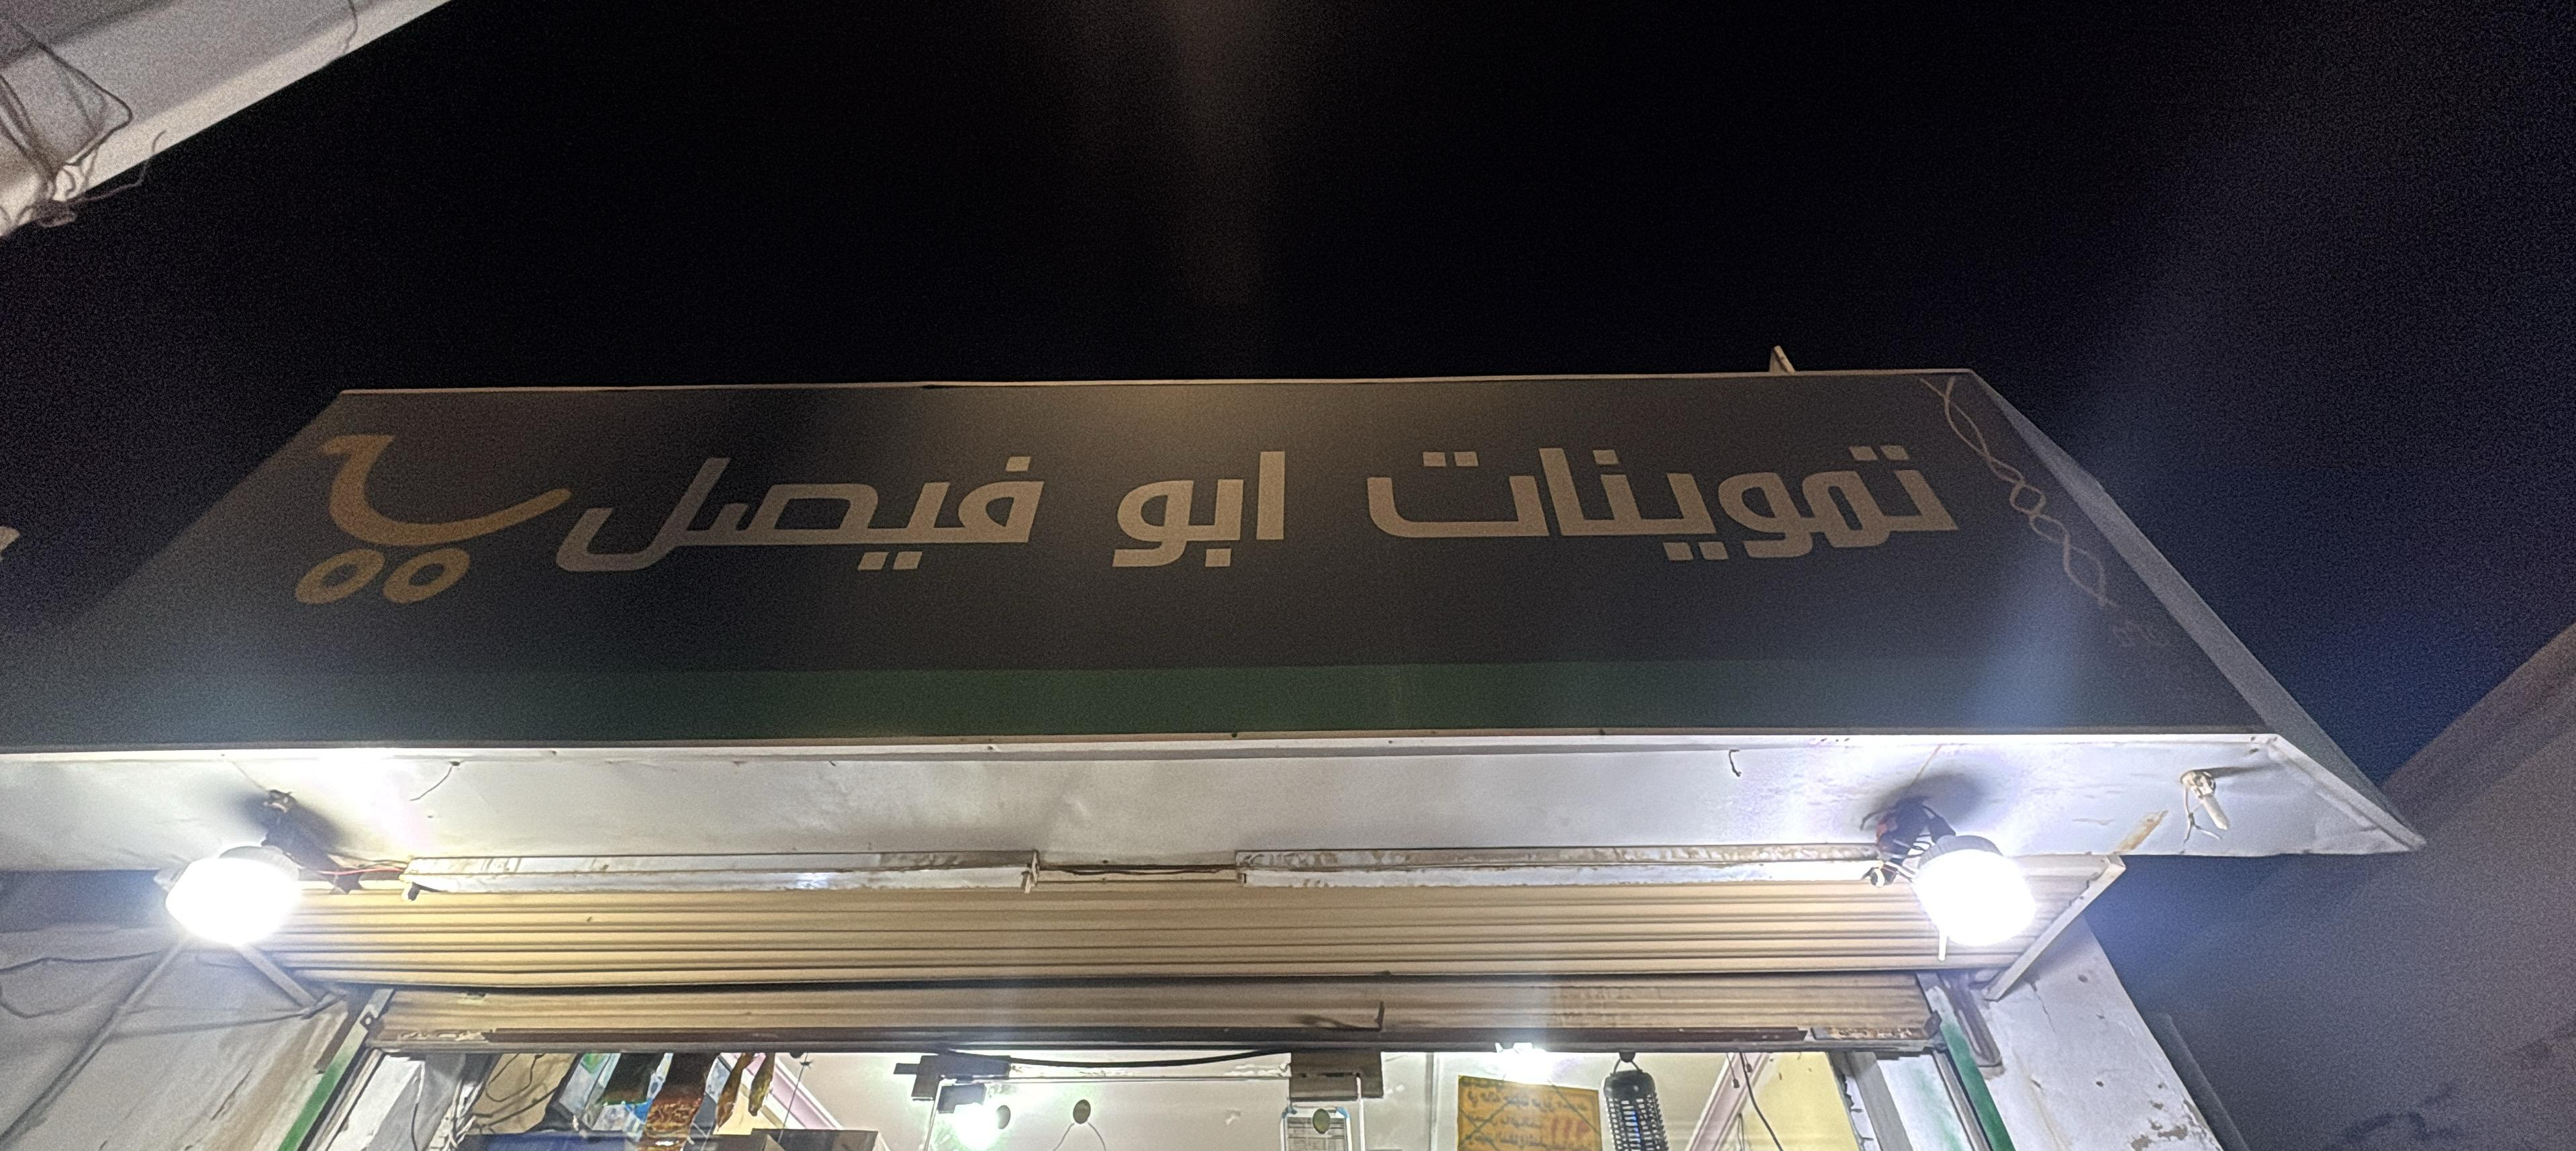 تموينات ابو فيصل